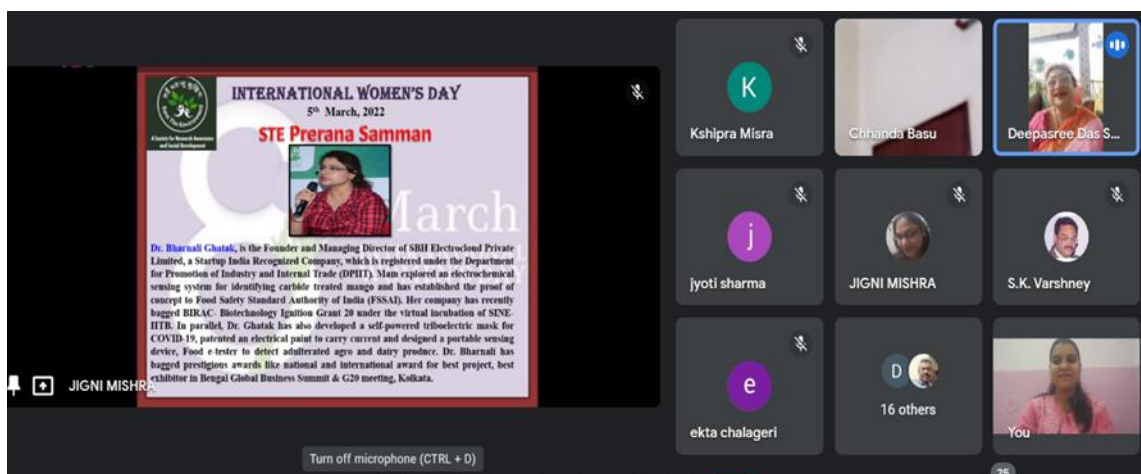 INTERNATIONAL WOMEN'S DAY
5th March, 2022
STE Prerana Samman
A Society for Research Awareness
and Social Development
March
Dr. Bharnali Ghatak, is the Founder and Managing Director of SBH Electrocloud Private
Limited, a Startup India Recognized Company, which is registered under the Department
for Promotion of Industry and Internal Trade (DPIIT). Mam explored an electrochemical
sensing system for identifying carbide treated mango and has established the proof of
concept to Food Safety Standard Authority of India (FSSAI). Her company has recently
bagged BIRAC- Biotechnology Ignition Grant 20 under the virtual incubation of SINE-
IITB. In parallel, Dr. Ghatak has also developed a self-powered triboelectric mask for
COVID-19, patented an electrical paint to carry current and designed a portable sensing
device, Food e-tester to detect adulterated agro and dairy produce. Dr. Bharnali has
bagged prestigious awards like national and international award for best project, best
exhibitor in Bengal Global Business Summit & G20 meeting, Kolkata.
JIGNI MISHRA
Turn off microphone (CTRL + D)
K
Kshipra Misra
Chhanda Basu
Deepasree Das S...
j
jyoti sharma
JIGNI MISHRA
S.K. Varshney
e
ekta chalageri
D
16 others
You
25